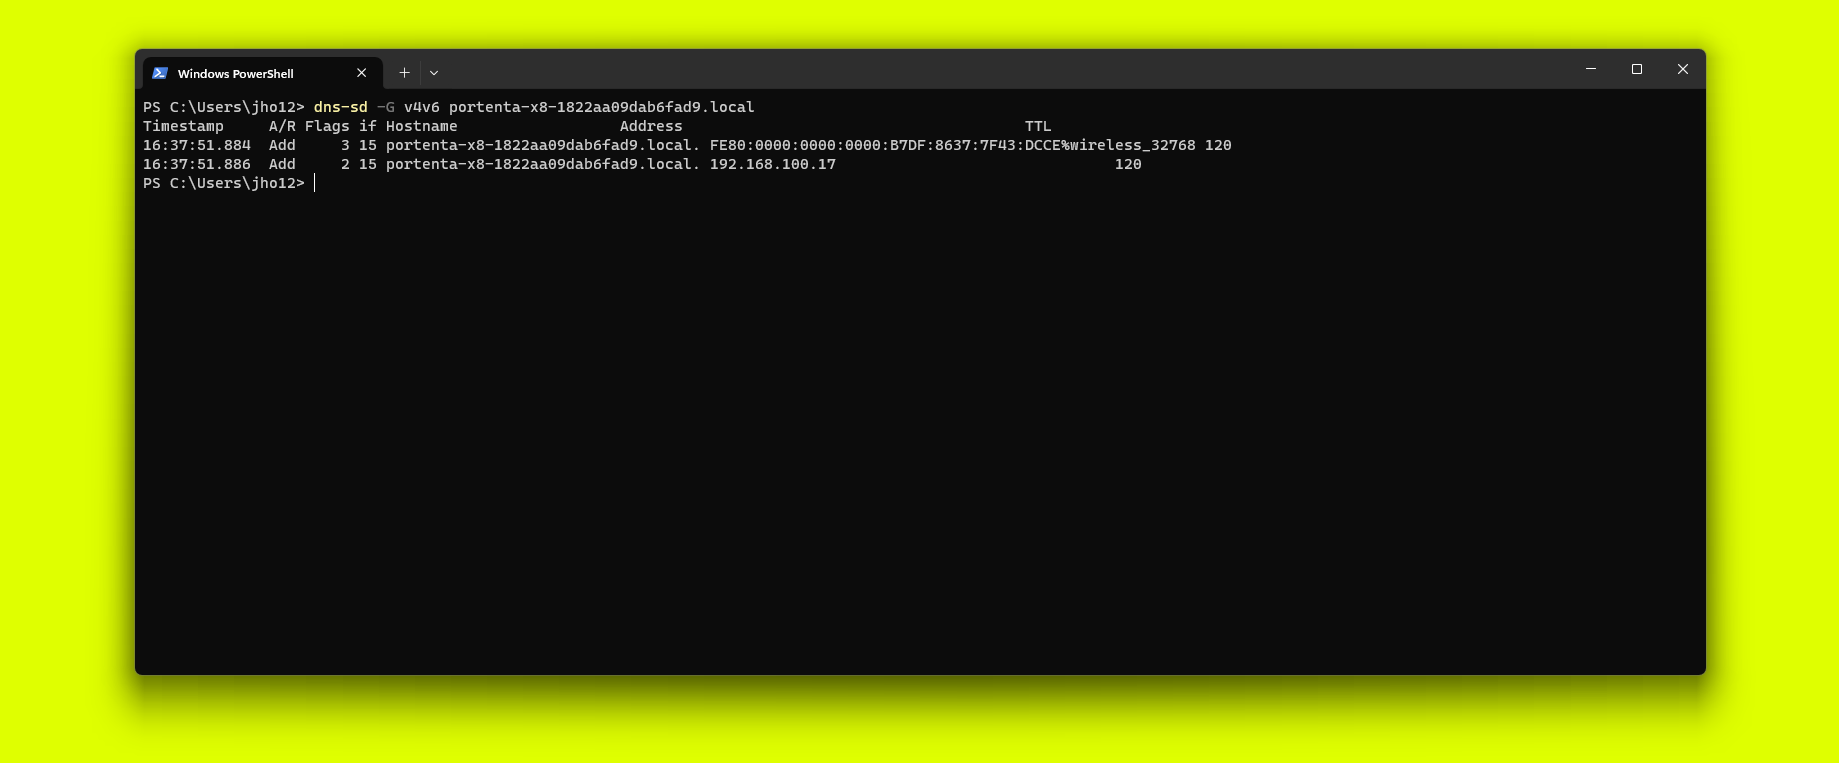 Windows PowerShell
PS C:\Users\jho12> dns-sd -G v4v6 portenta-x8-1822aa09dab6fad9.local
Timestamp     A/R Flags if Hostname                  Address                                      TTL
16:37:51.884  Add     3 15 portenta-x8-1822aa09dab6fad9.local. FE80:0000:0000:0000:B7DF:8637:7F43:DCCE%wireless_32768 120
16:37:51.886  Add     2 15 portenta-x8-1822aa09dab6fad9.local. 192.168.100.17                               120
PS C:\Users\jho12>